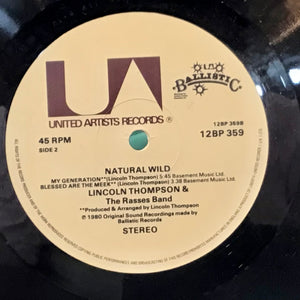 UA
UNITED ARTISTS RECORDS ®
BALLISTIC
12BP 359B
12BP 359
45 RPM
SIDE 2
NATURAL WILD
MY GENERATION**(Lincoln Thompson) 5:45 Basement Music Ltd.
BLESSED ARE THE MEEK**(Lincoln Thompson) 3:38 Basement Music Ltd.
LINCOLN THOMPSON &
The Rasses Band
**Produced & Arranged by Lincoln Thompson
℗ 1980 Original Sound Recordings made by
Ballistic Records
STEREO